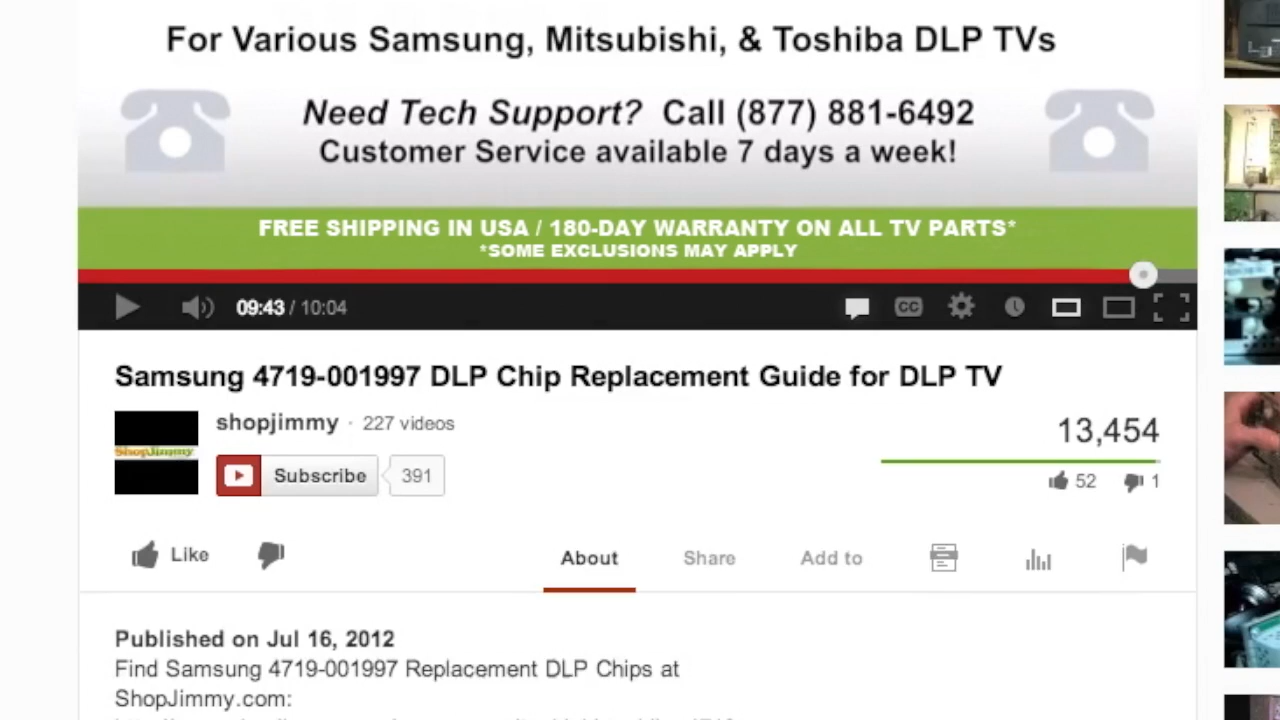 For Various Samsung, Mitsubishi, & Toshiba DLP TVs
Need Tech Support? Call (877) 881-6492
Customer Service available 7 days a week!
FREE SHIPPING IN USA / 180-DAY WARRANTY ON ALL TV PARTS*
*SOME EXCLUSIONS MAY APPLY
09:43 / 10:04
CC
Samsung 4719-001997 DLP Chip Replacement Guide for DLP TV
ShopJimmy
shopjimmy · 227 videos
13,454
Subscribe 391
52 1
Like
About Share Add to
Published on Jul 16, 2012
Find Samsung 4719-001997 Replacement DLP Chips at
ShopJimmy.com: